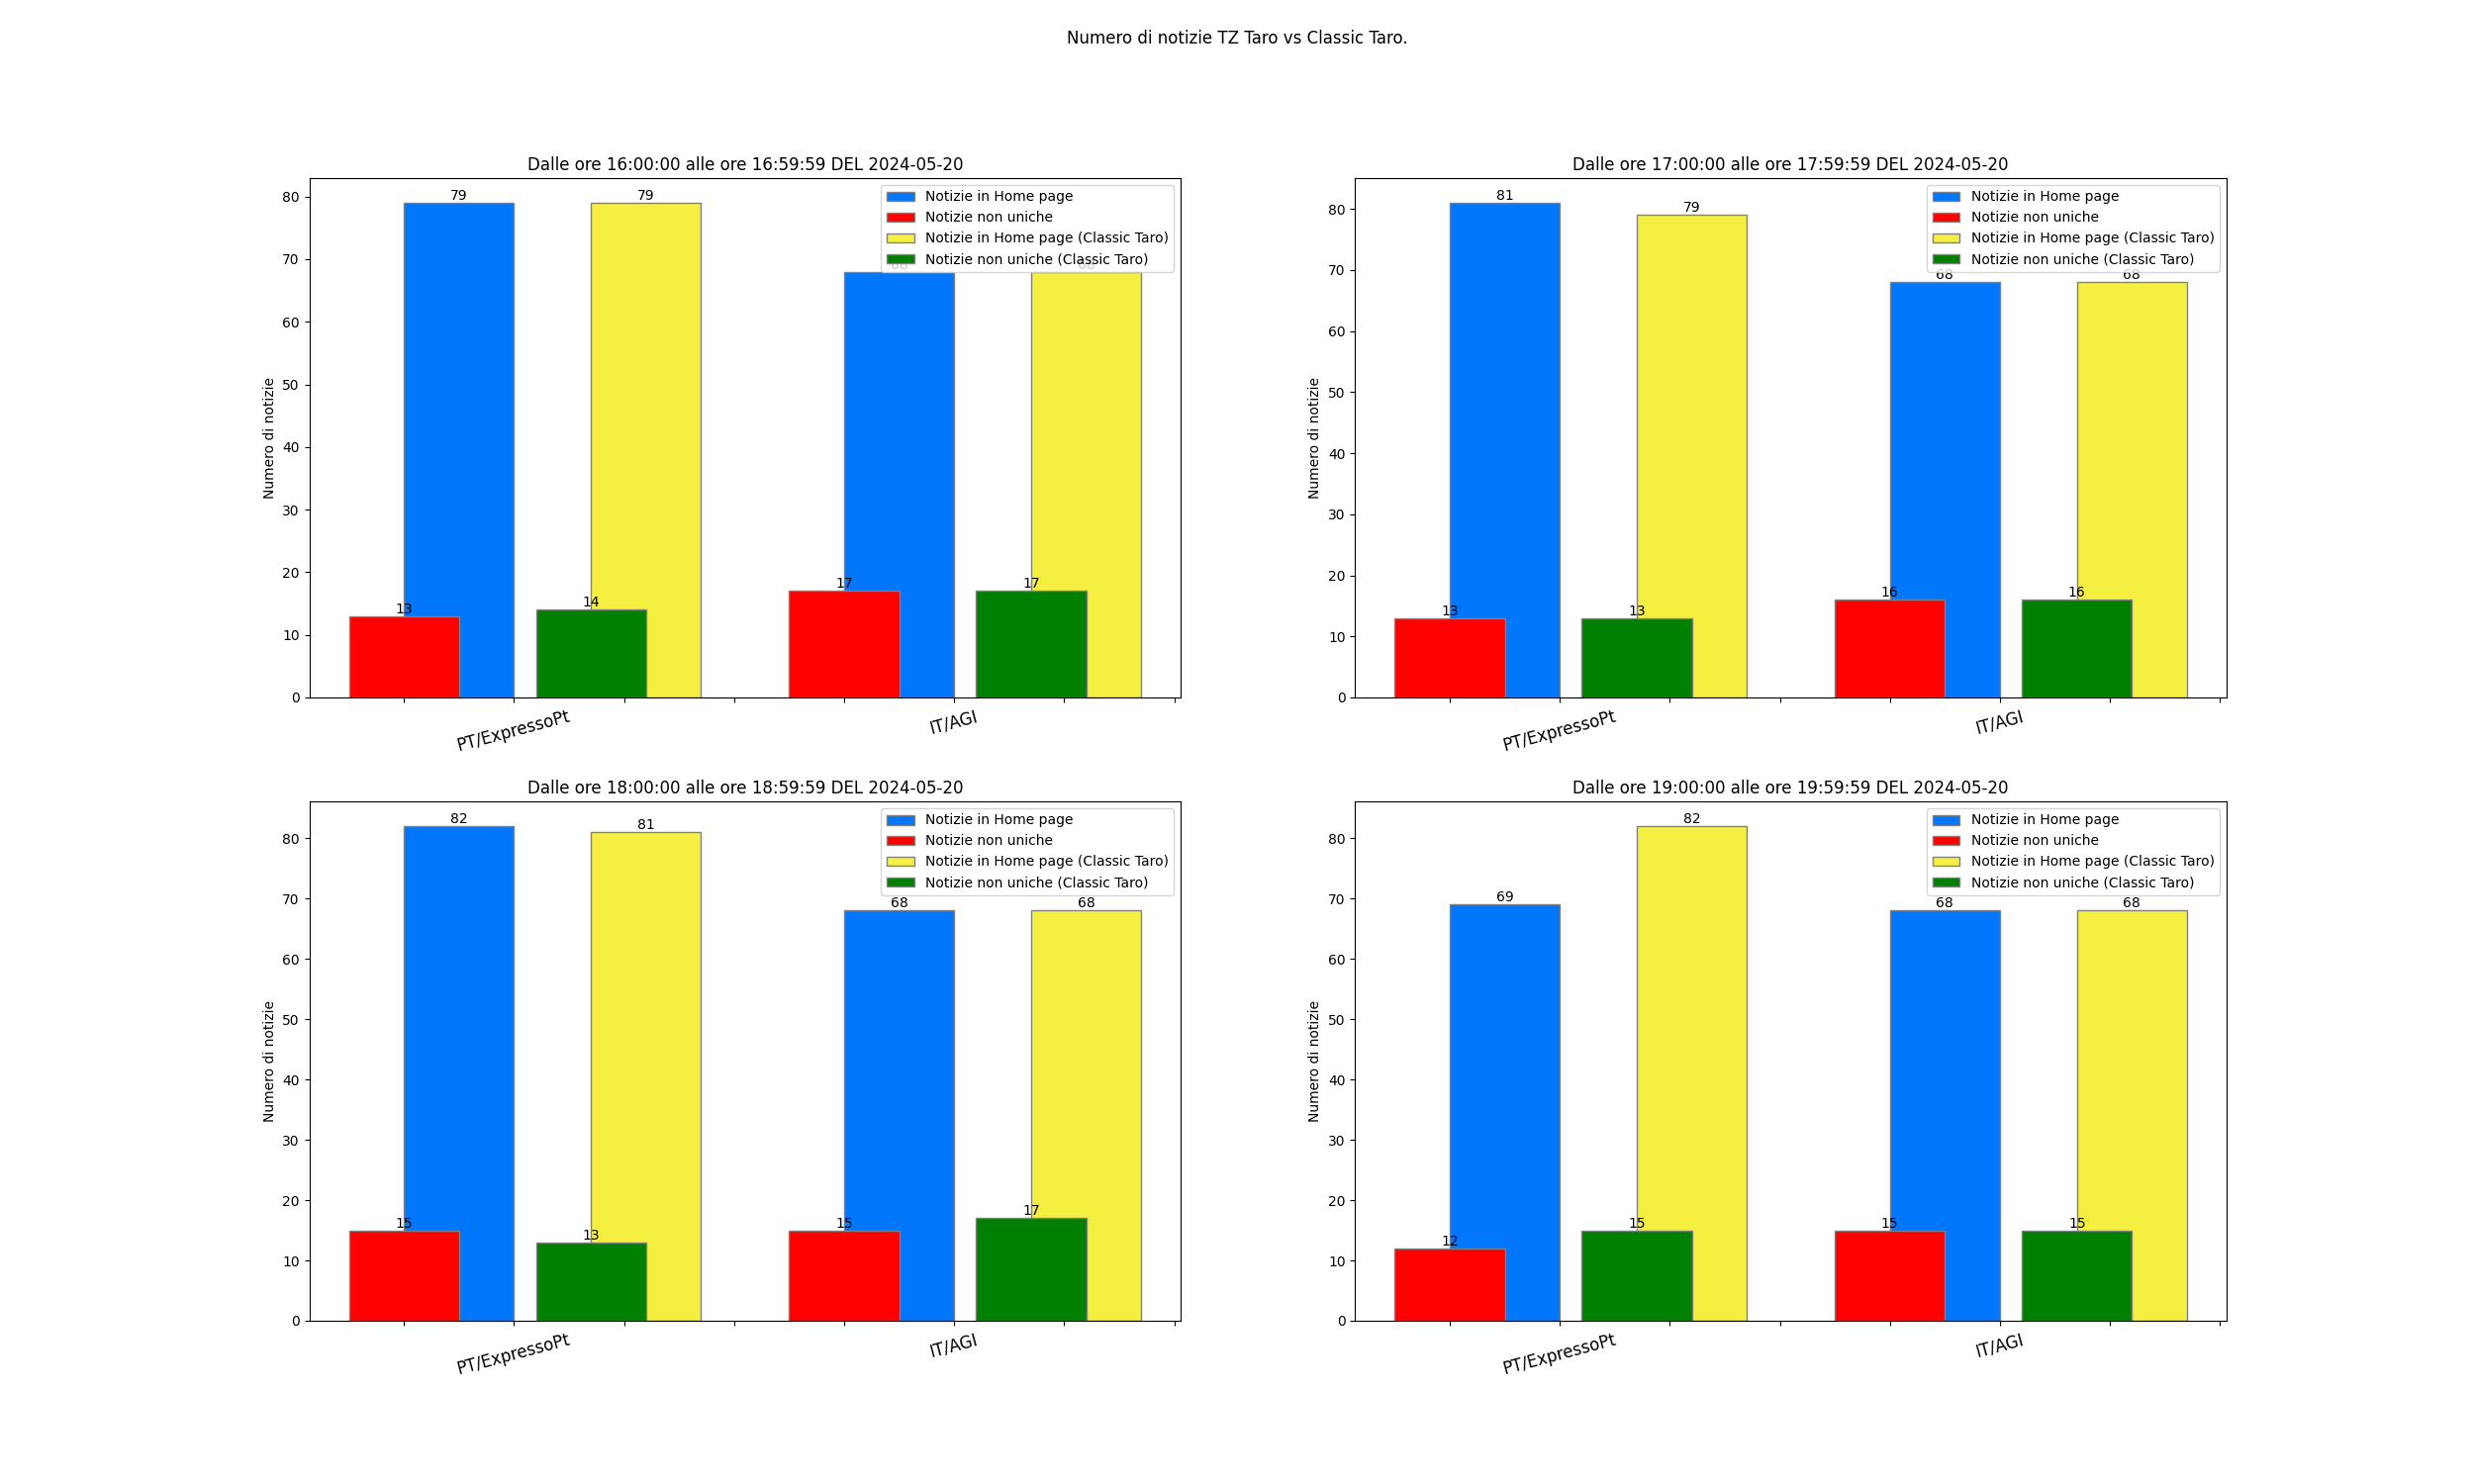 Numero di notizie TZ Taro vs Classic Taro.
Dalle ore 16:00:00 alle ore 16:59:59 DEL 2024-05-20
Numero di notizie
80
70
60
50
40
30
20
10
0
79
79
68
68
13
14
17
17
Notizie in Home page
Notizie non uniche
Notizie in Home page (Classic Taro)
Notizie non uniche (Classic Taro)
PT/ExpressoPt
IT/AGI
Dalle ore 17:00:00 alle ore 17:59:59 DEL 2024-05-20
Numero di notizie
80
70
60
50
40
30
20
10
0
81
79
68
68
13
13
16
16
Notizie in Home page
Notizie non uniche
Notizie in Home page (Classic Taro)
Notizie non uniche (Classic Taro)
PT/ExpressoPt
IT/AGI
Dalle ore 18:00:00 alle ore 18:59:59 DEL 2024-05-20
Numero di notizie
80
70
60
50
40
30
20
10
0
82
81
68
68
15
13
15
17
Notizie in Home page
Notizie non uniche
Notizie in Home page (Classic Taro)
Notizie non uniche (Classic Taro)
PT/ExpressoPt
IT/AGI
Dalle ore 19:00:00 alle ore 19:59:59 DEL 2024-05-20
Numero di notizie
80
70
60
50
40
30
20
10
0
69
82
68
68
12
15
15
15
Notizie in Home page
Notizie non uniche
Notizie in Home page (Classic Taro)
Notizie non uniche (Classic Taro)
PT/ExpressoPt
IT/AGI